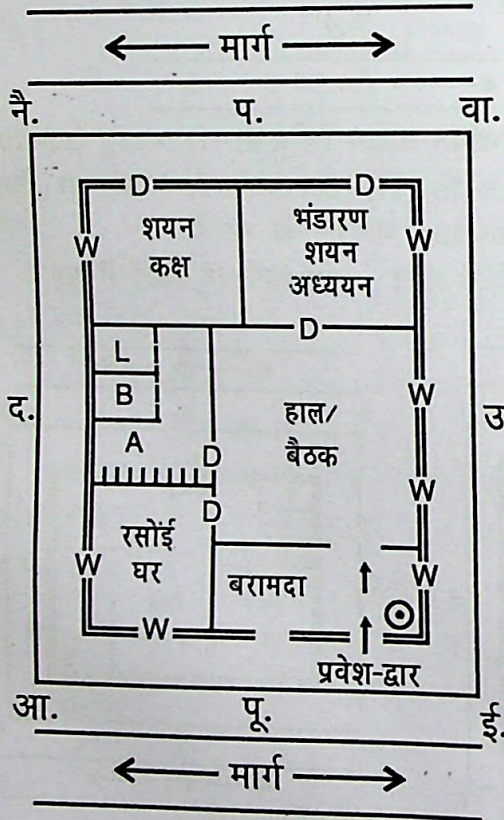 मार्ग
नै. प. वा.
D D
शयन
कक्ष
भंडारण
शयन
अध्ययन
W W
D
L
B
A
द.
हाल/
बैठक
W
उ
D
D
W
रसोंई
घर
बरामदा
W W
W
प्रवेश-द्वार
आ. पू. ई.
मार्ग